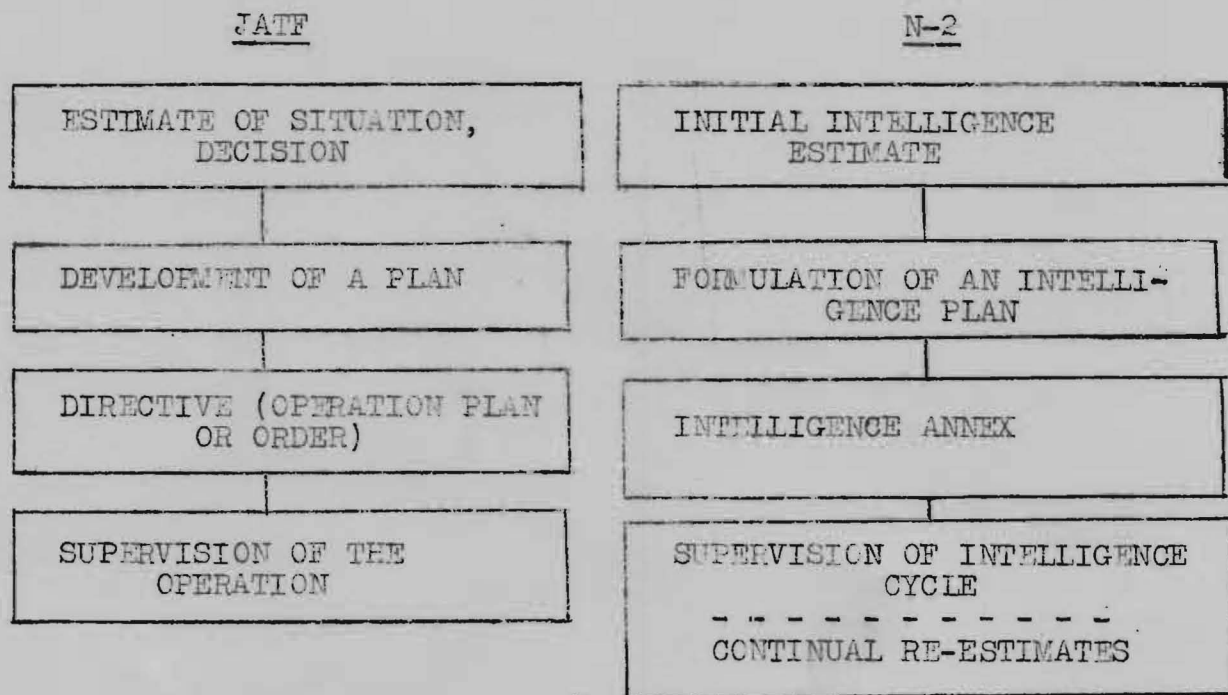 JATF
ESTIMATE OF SITUATION,
DECISION
DEVELOPMENT OF A PLAN
DIRECTIVE (OPERATION PLAN
OR ORDER)
SUPERVISION OF THE
OPERATION
N-2
INITIAL INTELLIGENCE
ESTIMATE
FORMULATION OF AN INTELLI-
GENCE PLAN
INTELLIGENCE ANNEX
SUPERVISION OF INTELLIGENCE
CYCLE
CONTINUAL RE-ESTIMATES